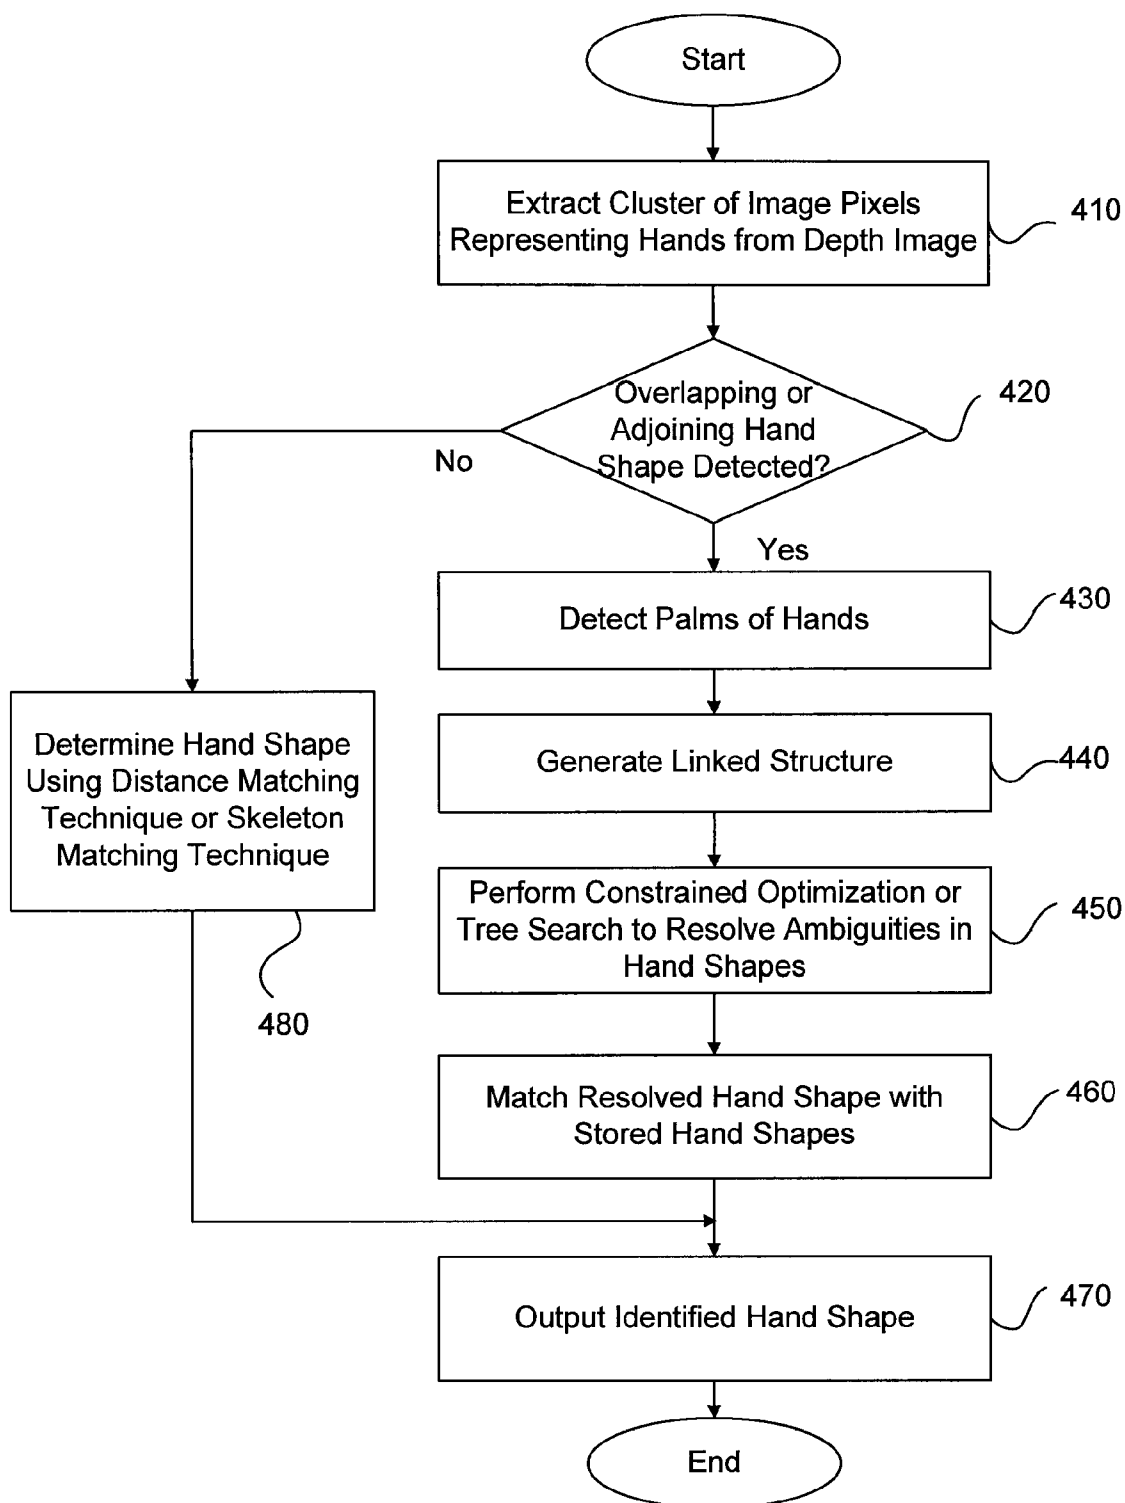 Start
Extract Cluster of Image Pixels
Representing Hands from Depth Image
410
Overlapping or
Adjoining Hand
Shape Detected?
420
No
Yes
Detect Palms of Hands
430
Determine Hand Shape
Using Distance Matching
Technique or Skeleton
Matching Technique
480
Generate Linked Structure
440
Perform Constrained Optimization or
Tree Search to Resolve Ambiguities in
Hand Shapes
450
Match Resolved Hand Shape with
Stored Hand Shapes
460
Output Identified Hand Shape
470
End